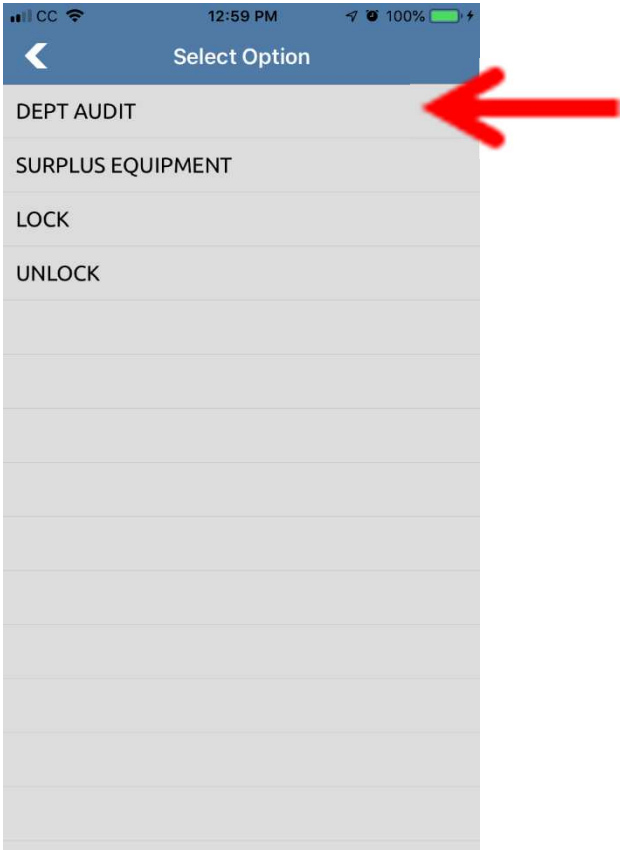 CC 12:59 PM 100%
Select Option
DEPT AUDIT
SURPLUS EQUIPMENT
LOCK
UNLOCK